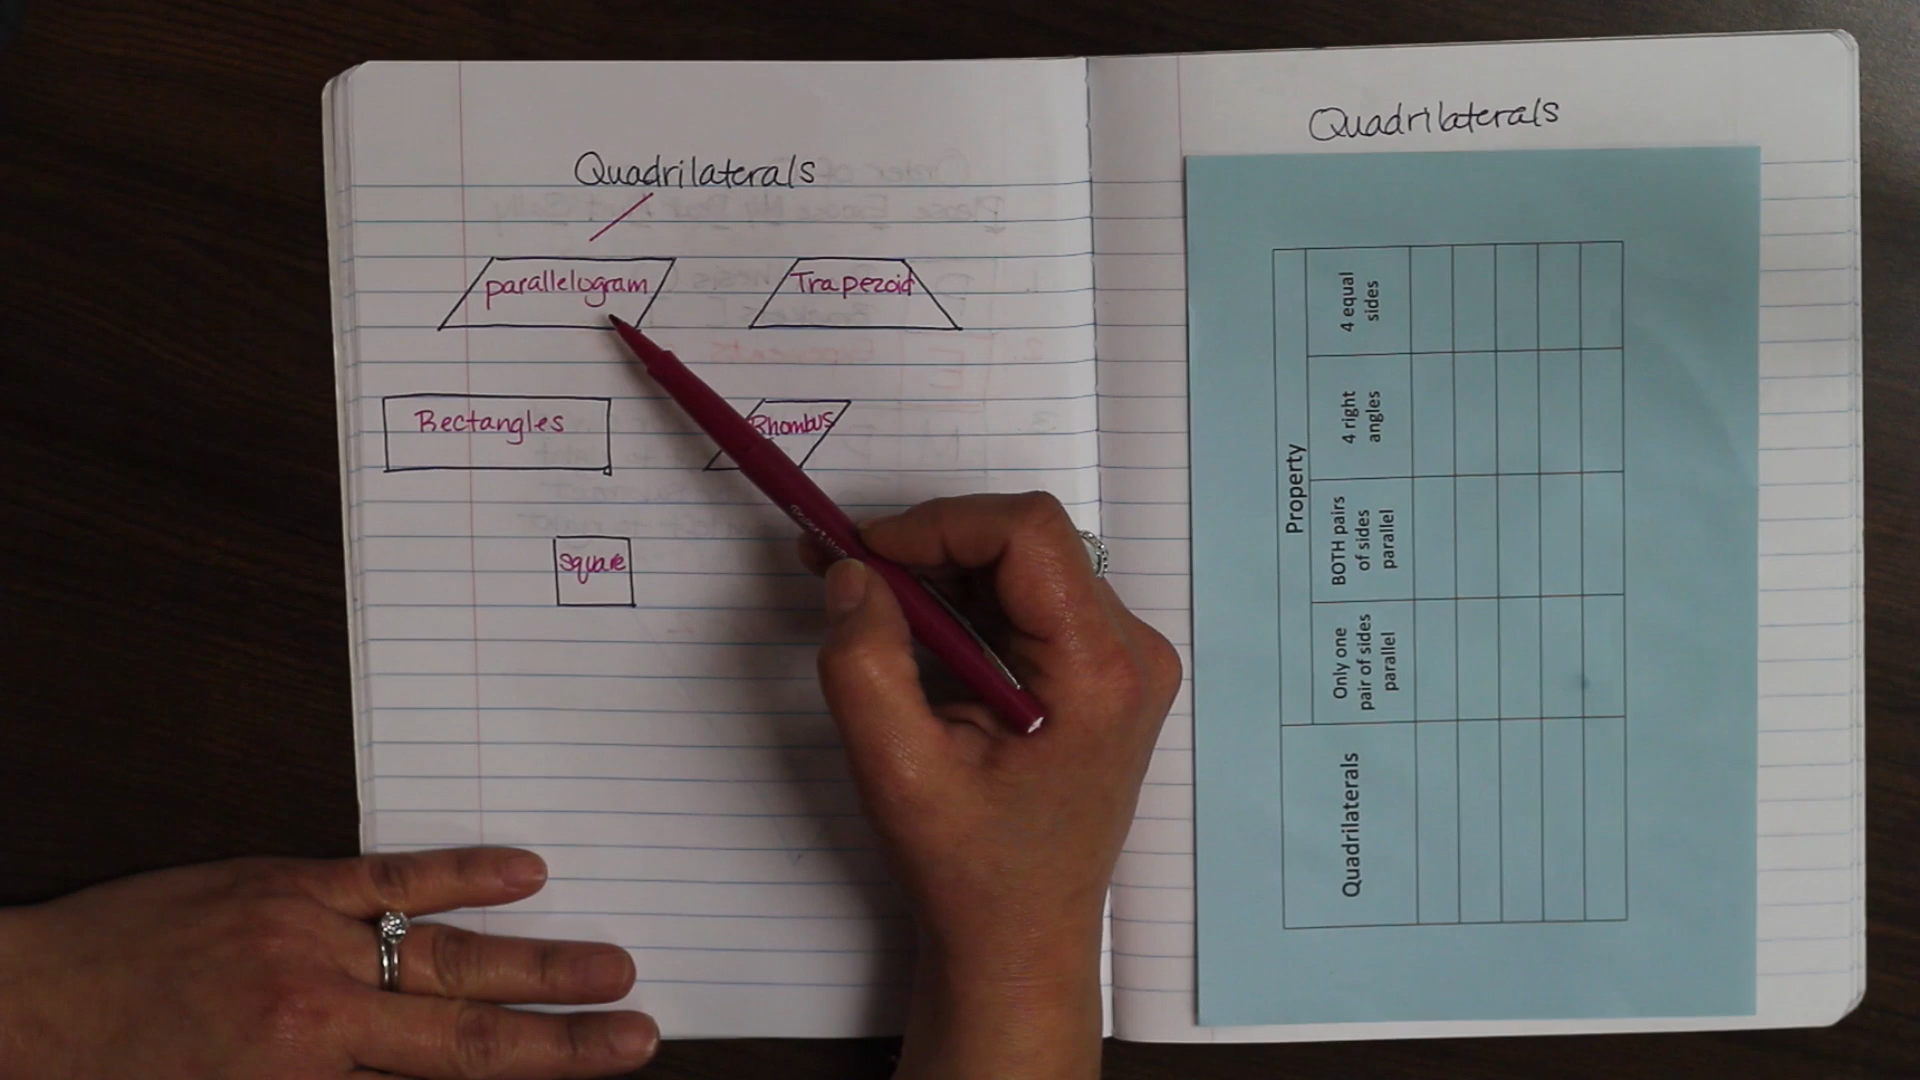 Quadrilaterals
parallelogram
Trapezoid
Rectangles
Rhombus
square
Quadrilaterals
Property
Quadrilaterals
Only one
pair of sides
parallel
BOTH pairs
of sides
parallel
4 right
angles
4 equal
sides